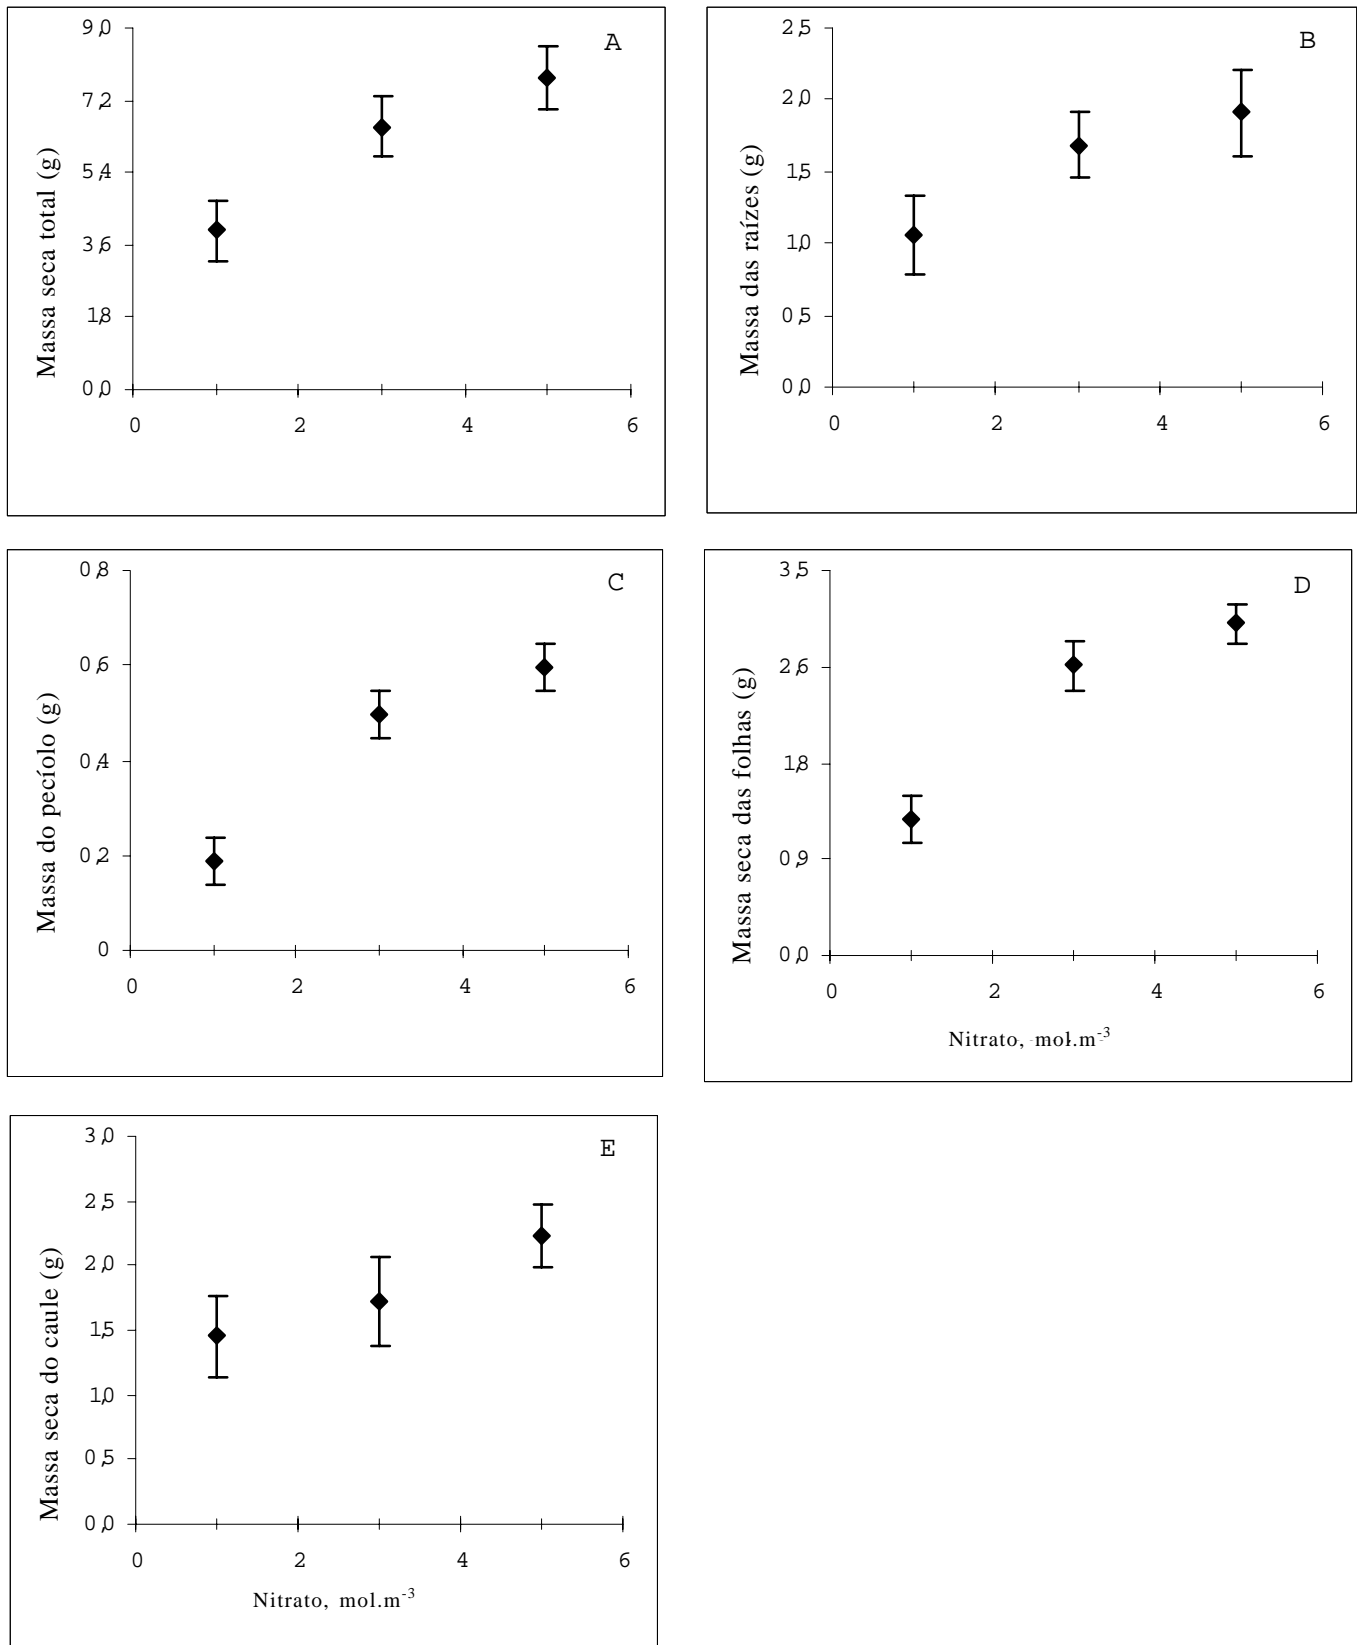 A
Massa seca total (g)
9,0
7,2
5,4
3,6
1,8
0,0
0 2 4 6
B
Massa das raízes (g)
2,5
2,0
1,5
1,0
0,5
0,0
0 2 4 6
C
Massa do pecíolo (g)
0,8
0,6
0,4
0,2
0
0 2 4 6
D
Massa seca das folhas (g)
3,5
2,6
1,8
0,9
0,0
0 2 4 6
Nitrato, mol.m⁻³
E
Massa seca do caule (g)
3,0
2,5
2,0
1,5
1,0
0,5
0,0
0 2 4 6
Nitrato, mol.m⁻³